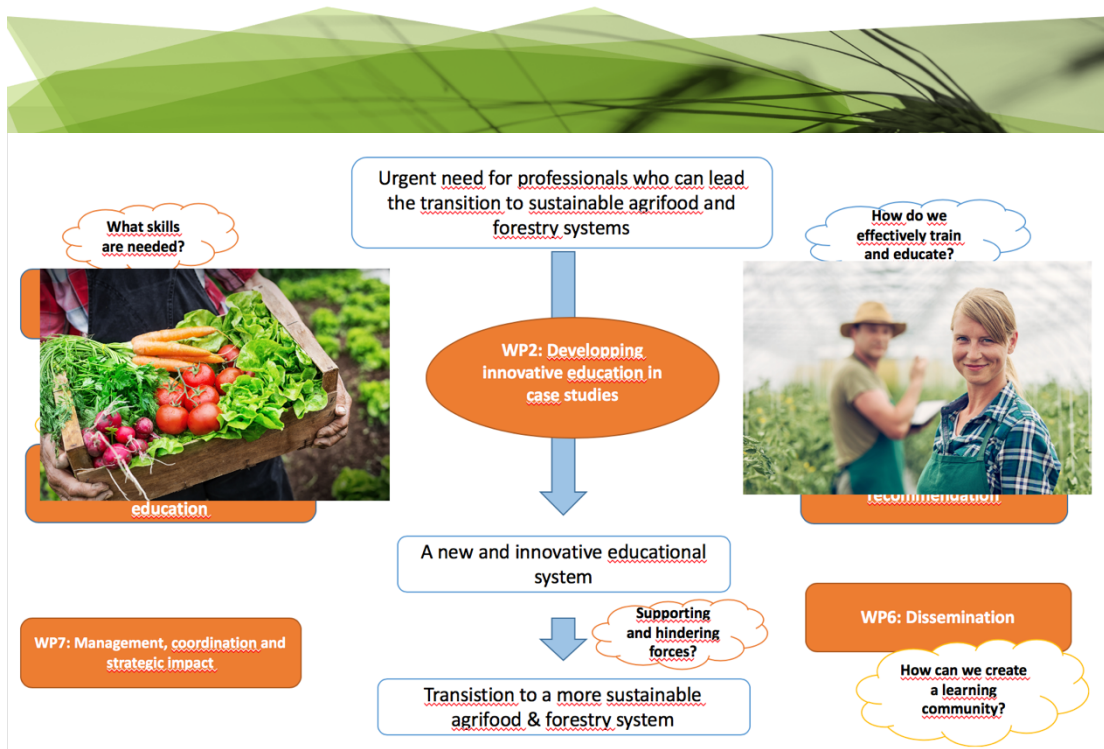 Urgent need for professionals who can lead
the transition to sustainable agrifood and
forestry systems
What skills
are needed?
How do we
effectively train
and educate?
WP2: Developping
innovative education in
case studies
education
recommendation
A new and innovative educational
system
Supporting
and hindering
forces?
WP6: Dissemination
WP7: Management, coordination and
strategic impact
How can we create
a learning
community?
Transistion to a more sustainable
agrifood & forestry system